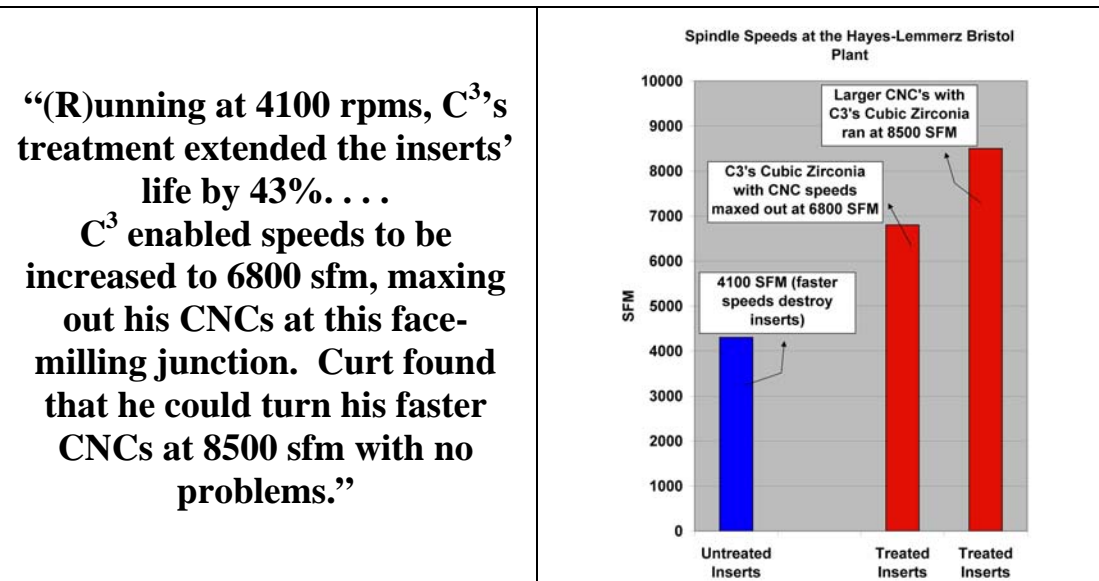 “(R)unning at 4100 rpms, C³’s
treatment extended the inserts’
life by 43%. . . .
C³ enabled speeds to be
increased to 6800 sfm, maxing
out his CNCs at this face-
milling junction.  Curt found
that he could turn his faster
CNCs at 8500 sfm with no
problems.”
Spindle Speeds at the Hayes-Lemmerz Bristol
Plant
SFM
10000
9000
8000
7000
6000
5000
4000
3000
2000
1000
0
4100 SFM (faster
speeds destroy
inserts)
C3's Cubic Zirconia
with CNC speeds
maxed out at 6800 SFM
Larger CNC's with
C3's Cubic Zirconia
ran at 8500 SFM
Untreated
Inserts
Treated
Inserts
Treated
Inserts